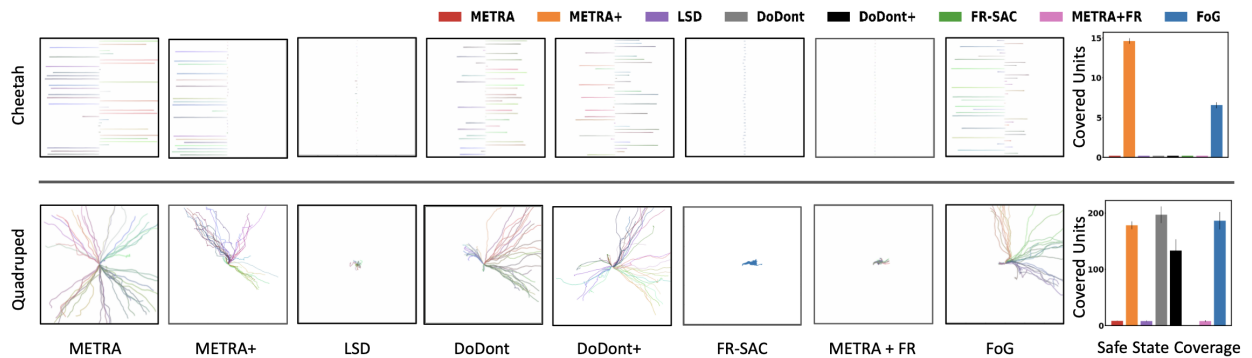 METRA METRA+ LSD DoDont DoDont+ FR-SAC METRA+FR FoG
Cheetah
Covered Units
15
10
5
0
Quadruped
Covered Units
200
100
0
METRA METRA+ LSD DoDont DoDont+ FR-SAC METRA + FR FoG Safe State Coverage